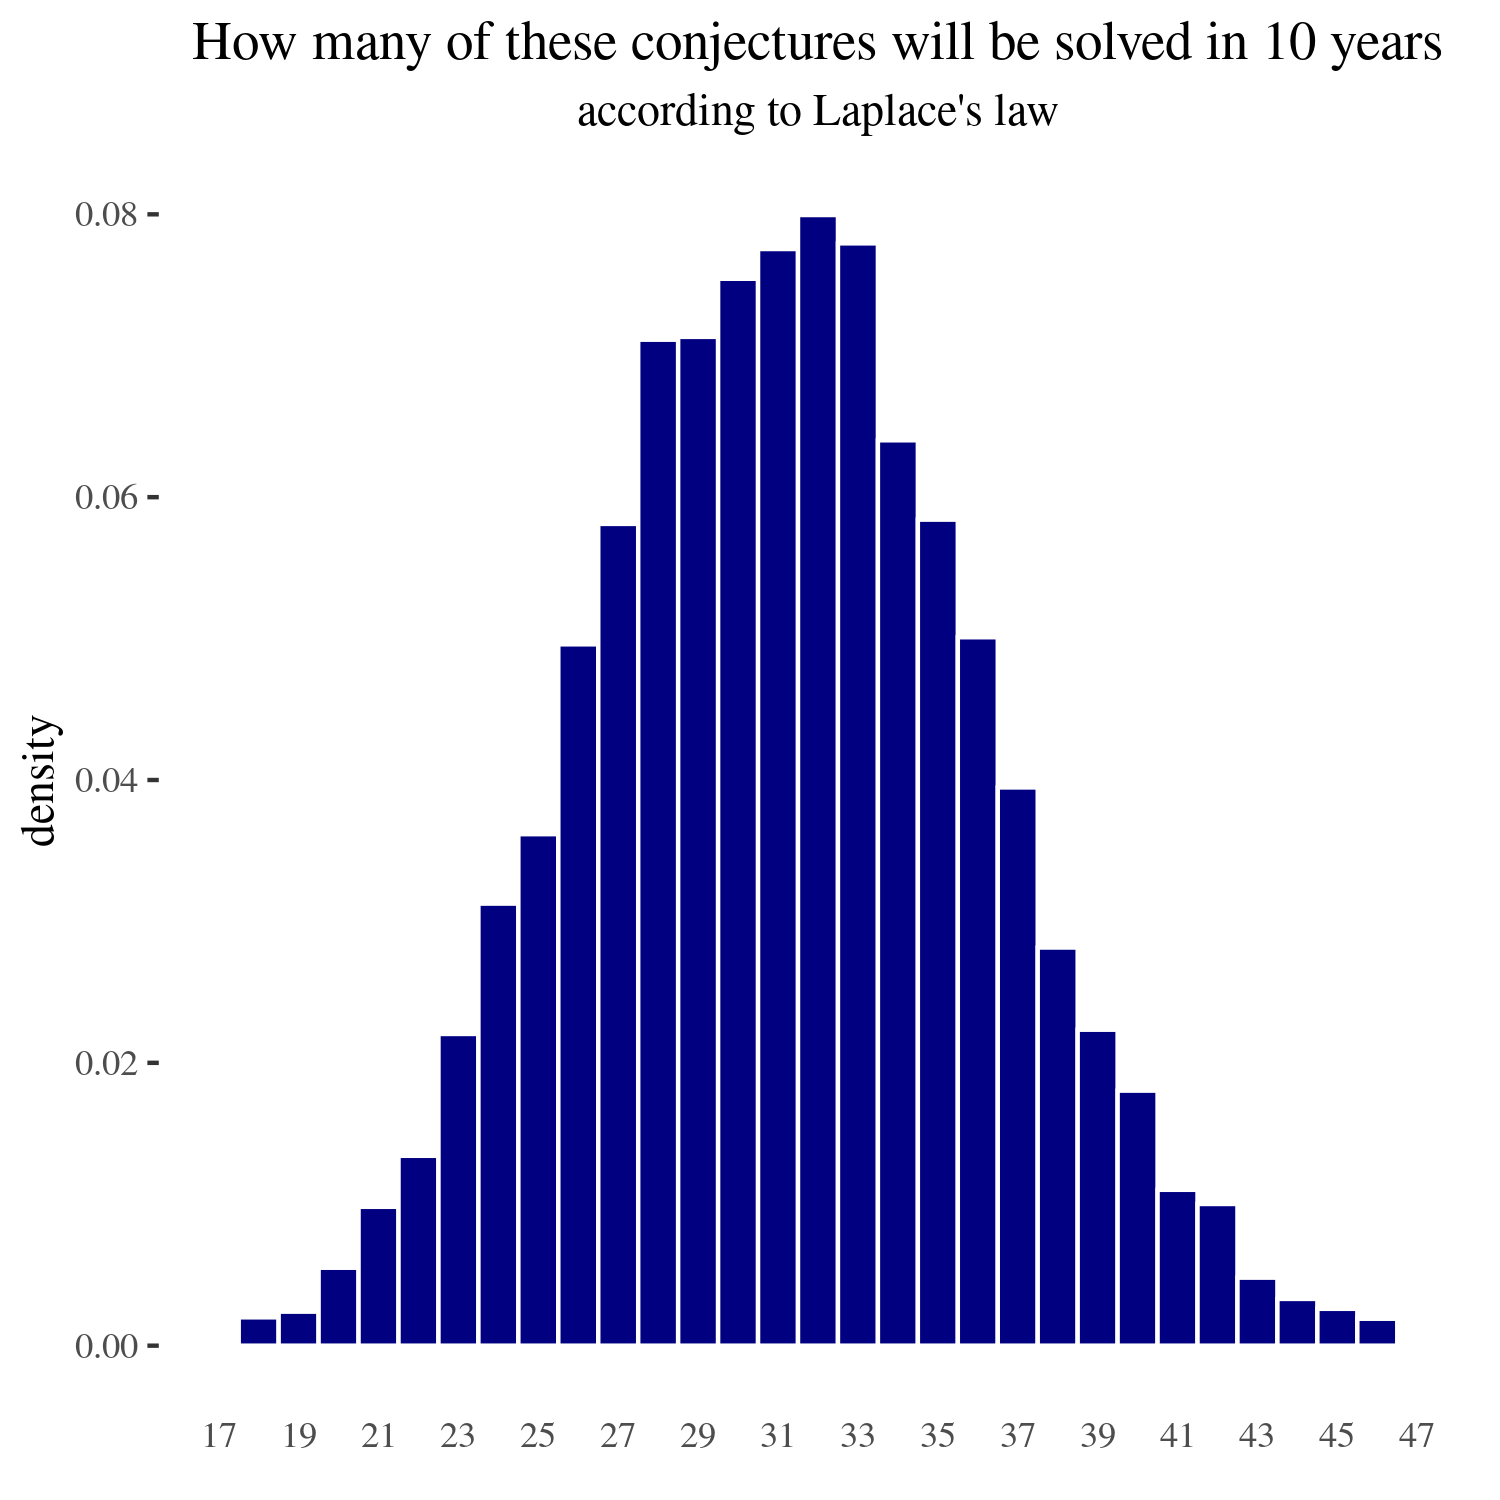 How many of these conjectures will be solved in 10 years
according to Laplace's law
density
0.08
0.06
0.04
0.02
0.00
17 19 21 23 25 27 29 31 33 35 37 39 41 43 45 47